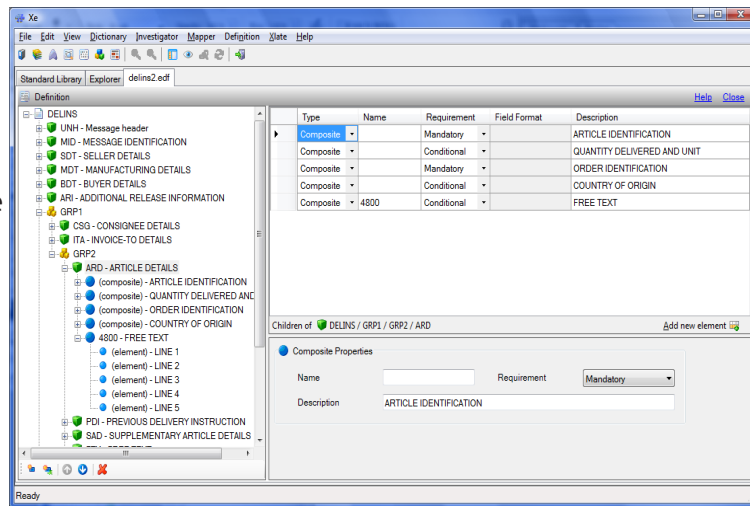 Xe
File Edit View Dictionary Investigator Mapper Definition Xlate Help
Standard Library Explorer delins2.edf
Definition Help Close
DELINS
UNH - Message header
MID - MESSAGE IDENTIFICATION
SDT - SELLER DETAILS
MDT - MANUFACTURING DETAILS
BDT - BUYER DETAILS
ARI - ADDITIONAL RELEASE INFORMATION
GRP1
CSG - CONSIGNEE DETAILS
ITA - INVOICE-TO DETAILS
GRP2
ARD - ARTICLE DETAILS
(composite) - ARTICLE IDENTIFICATION
(composite) - QUANTITY DELIVERED AND
(composite) - ORDER IDENTIFICATION
(composite) - COUNTRY OF ORIGIN
4800 - FREE TEXT
(element) - LINE 1
(element) - LINE 2
(element) - LINE 3
(element) - LINE 4
(element) - LINE 5
PDI - PREVIOUS DELIVERY INSTRUCTION
SAD - SUPPLEMENTARY ARTICLE DETAILS
Type Name Requirement Field Format Description
Composite Mandatory ARTICLE IDENTIFICATION
Composite Conditional QUANTITY DELIVERED AND UNIT
Composite Mandatory ORDER IDENTIFICATION
Composite Conditional COUNTRY OF ORIGIN
Composite 4800 Conditional FREE TEXT
Children of DELINS / GRP1 / GRP2 / ARD Add new element
Composite Properties
Name Requirement Mandatory
Description ARTICLE IDENTIFICATION
Ready